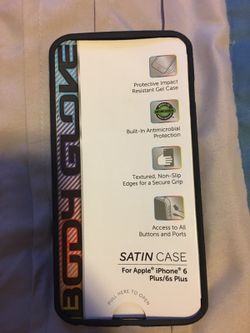 BODY GLOVE
Protective Impact
Resistant Gel Case
Built-In Antimicrobial
Protection
Textured, Non-Slip
Edges for a Secure Grip
Access to All
Buttons and Ports
SATIN CASE
For Apple® iPhone® 6
Plus/6s Plus
PUSH HERE TO OPEN